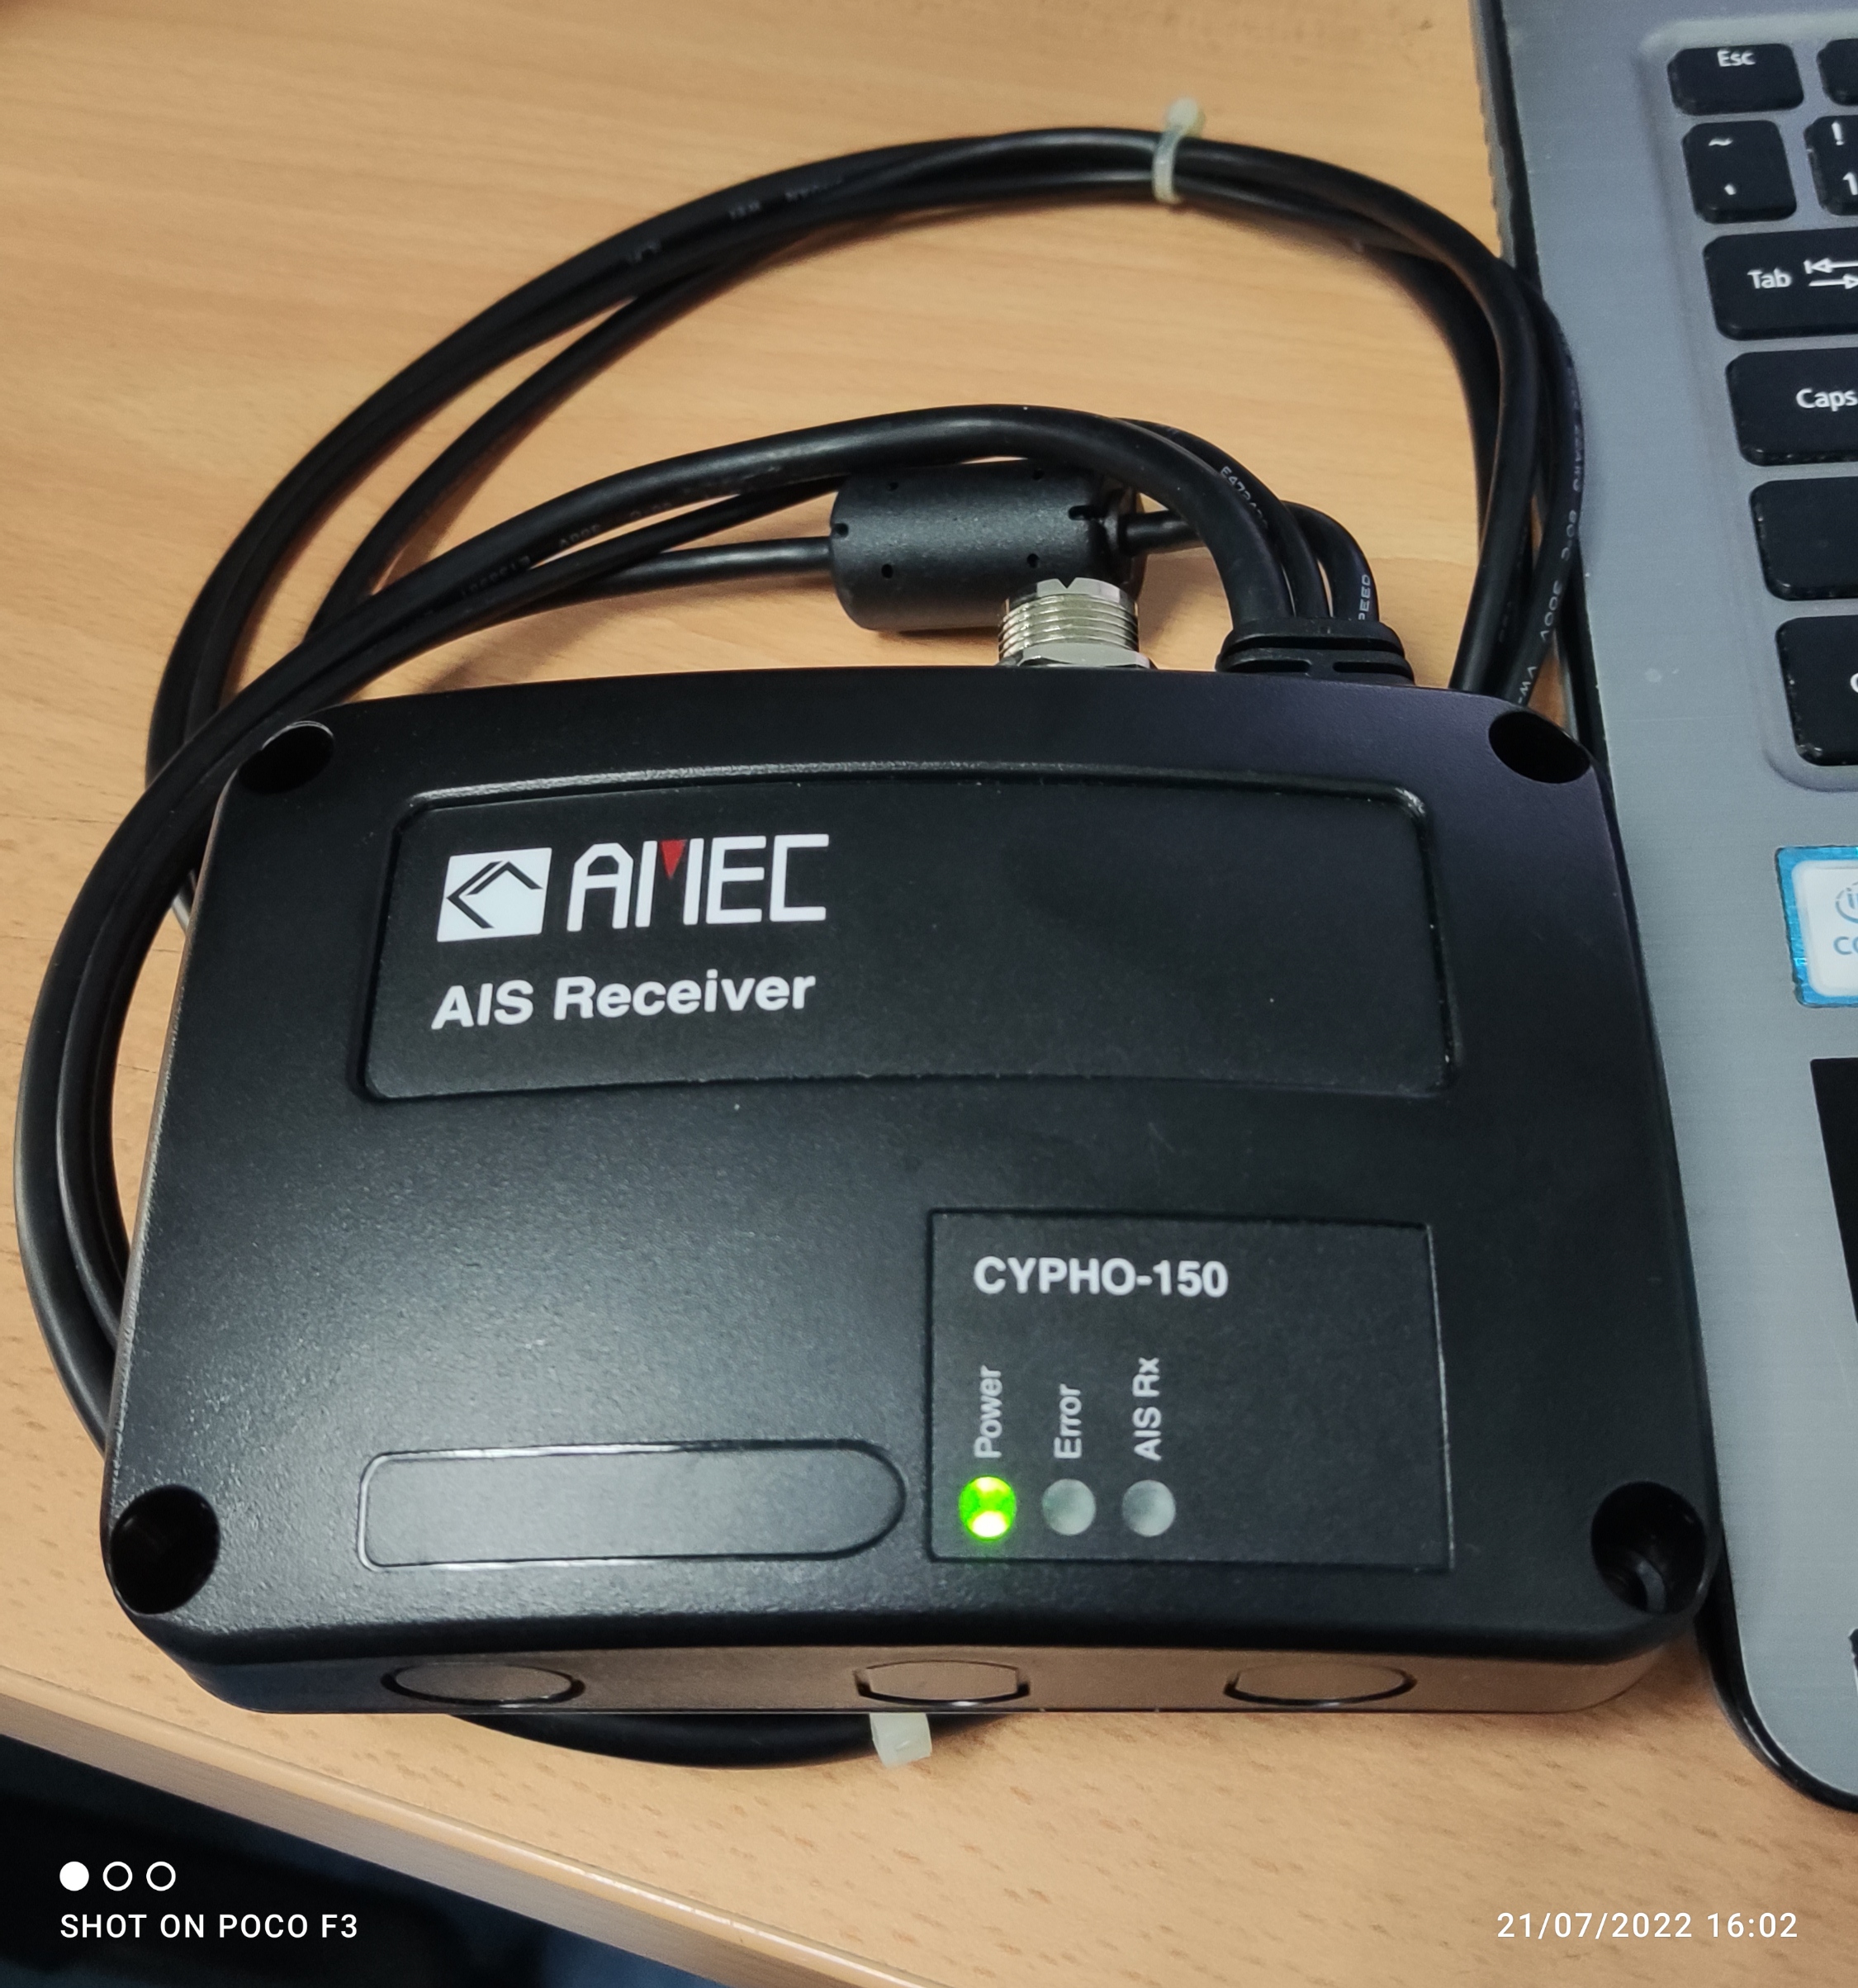 Esc
~
!
1
Tab
Caps
AMEC
AIS Receiver
CYPHO-150
Power
Error
AIS Rx
SHOT ON POCO F3
21/07/2022 16:02